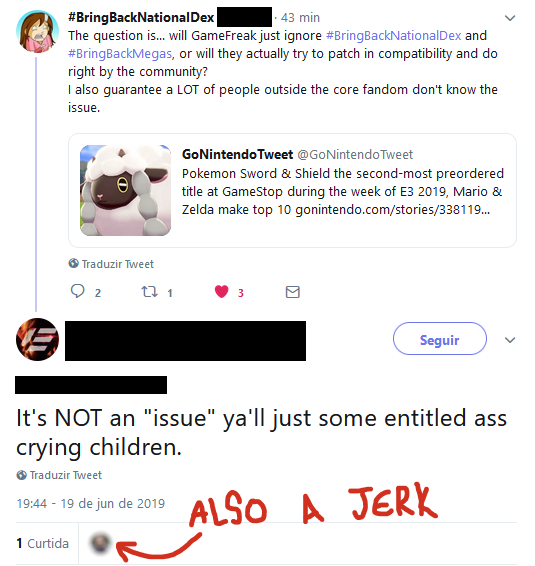 #BringBackNationalDex · 43 min
The question is... will GameFreak just ignore #BringBackNationalDex and
#BringBackMegas, or will they actually try to patch in compatibility and do
right by the community?
I also guarantee a LOT of people outside the core fandom don't know the
issue.
GoNintendoTweet @GoNintendoTweet
Pokemon Sword & Shield the second-most preordered
title at GameStop during the week of E3 2019, Mario &
Zelda make top 10 gonintendo.com/stories/338119...
Traduzir Tweet
2 1 3
Seguir
It's NOT an "issue" ya'll just some entitled ass
crying children.
Traduzir Tweet
19:44 - 19 de jun de 2019
1 Curtida
ALSO A JERK